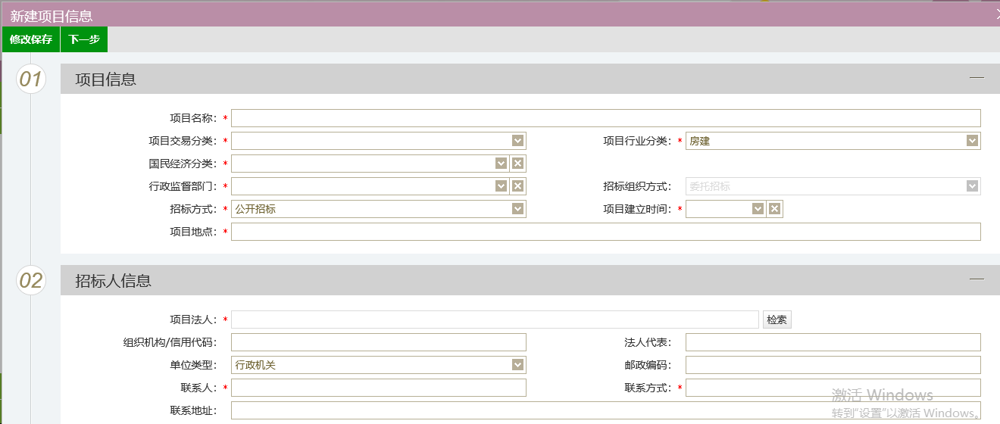 新建项目信息
修改保存 下一步
01 项目信息
项目名称：*
项目交易分类：* 项目行业分类：* 房建
国民经济分类：*
行政监督部门：* 招标组织方式： 委托招标
招标方式：* 公开招标 项目建立时间：*
项目地点：*
02 招标人信息
项目法人：* 检索
组织机构/信用代码： 法人代表：
单位类型： 行政机关 邮政编码：
联系人：* 联系方式：*
激活 Windows
联系地址：
转到"设置"以激活 Windows。